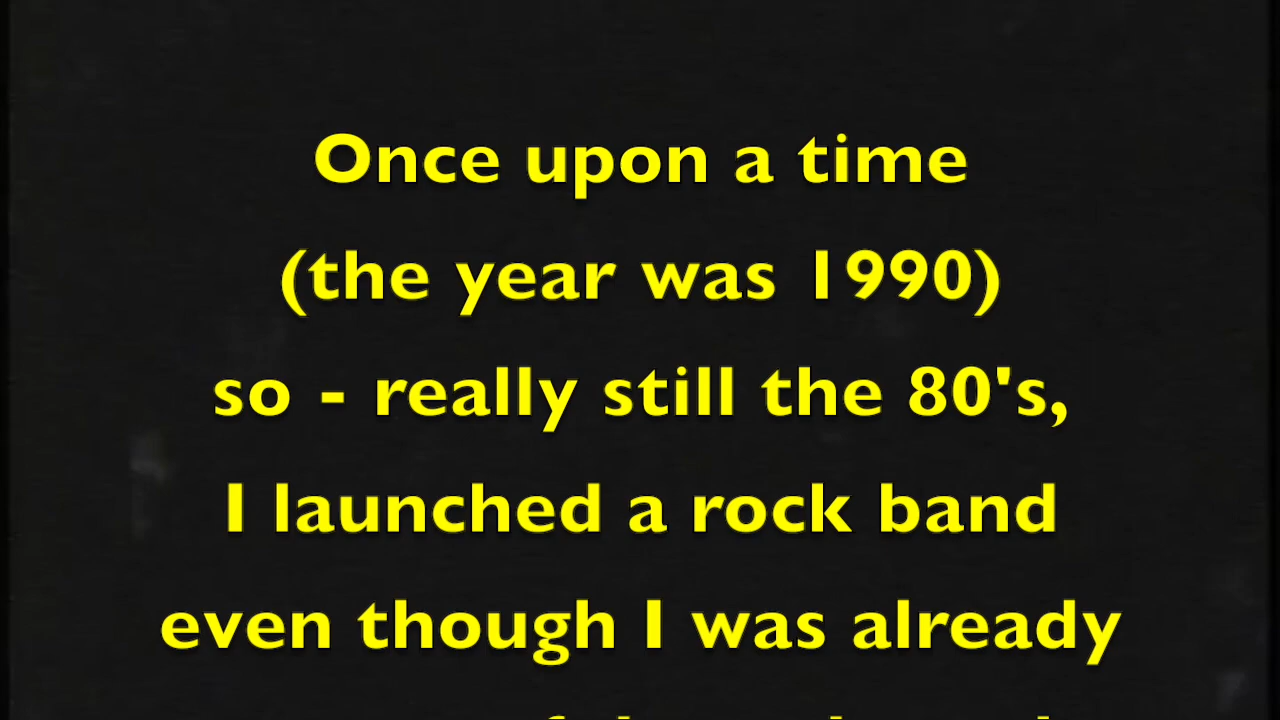 Once upon a time
(the year was 1990)
so - really still the 80's,
I launched a rock band
even though I was already